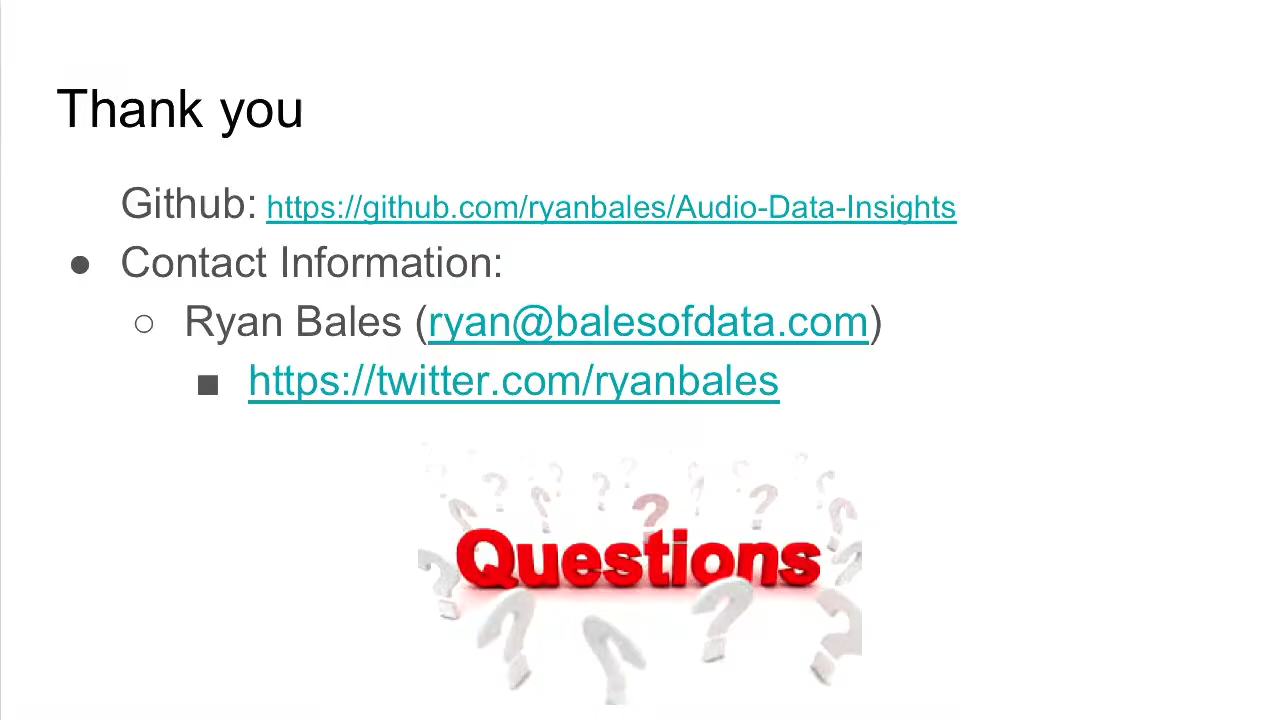 Thank you
Github: https://github.com/ryanbales/Audio-Data-Insights
● Contact Information:
○ Ryan Bales (ryan@balesofdata.com)
■ https://twitter.com/ryanbales
Questions